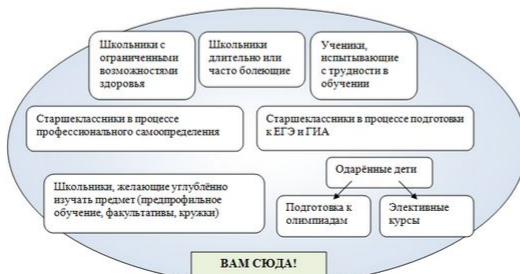 Школьники с
ограниченными
возможностями
здоровья
Школьники
длительно или
часто болеющие
Ученики,
испытывающие
с трудности в
обучении
Старшеклассники в процессе
профессионального самоопределения
Старшеклассники в процессе подготовки
к ЕГЭ и ГИА
Одарённые дети
Школьники, желающие углублённо
изучать предмет (предпрофильное
обучение, факультативы, кружки)
Подготовка к
олимпиадам
Элективные
курсы
ВАМ СЮДА!